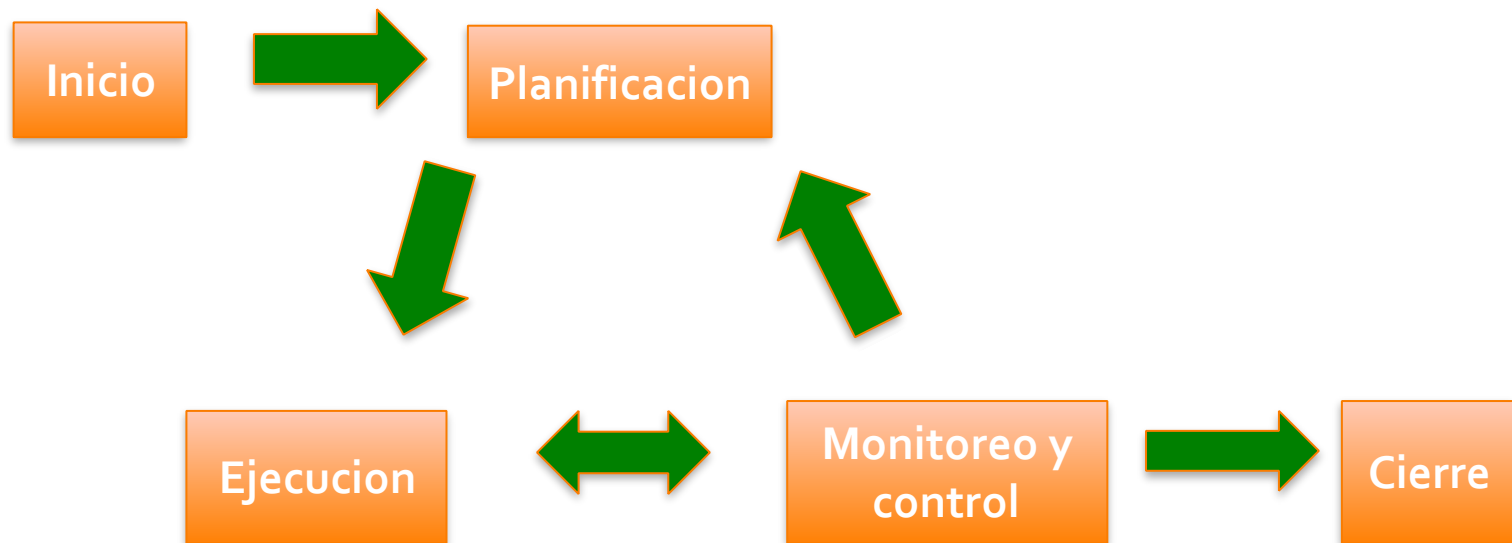 Inicio
Planificacion
Ejecucion
Monitoreo y
control
Cierre